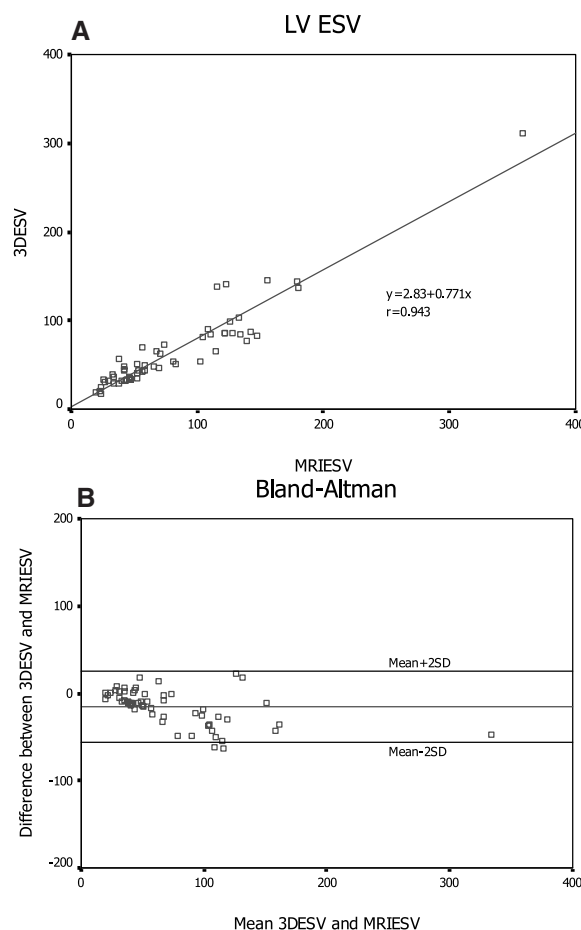 A
LV ESV
400
300
200
100
0
3DESV
y=2.83+0.771x
r=0.943
0
100
200
300
400
MRIESV
B
Bland-Altman
200
100
0
-100
-200
Difference between 3DESV and MRIESV
Mean+2SD
Mean-2SD
0
100
200
300
400
Mean 3DESV and MRIESV